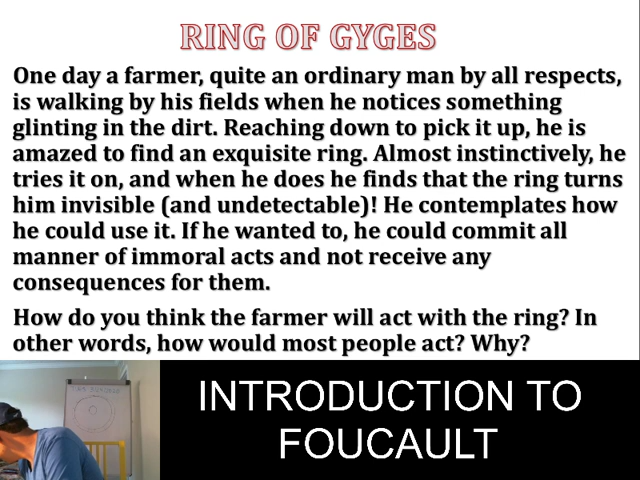 RING OF GYGES
One day a farmer, quite an ordinary man by all respects,
is walking by his fields when he notices something
glinting in the dirt. Reaching down to pick it up, he is
amazed to find an exquisite ring. Almost instinctively, he
tries it on, and when he does he finds that the ring turns
him invisible (and undetectable)! He contemplates how
he could use it. If he wanted to, he could commit all
manner of immoral acts and not receive any
consequences for them.
How do you think the farmer will act with the ring? In
other words, how would most people act? Why?
INTRODUCTION TO
FOUCAULT